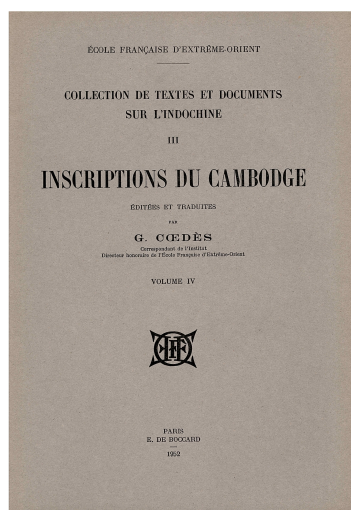 ÉCOLE FRANÇAISE D'EXTRÊME-ORIENT
COLLECTION DE TEXTES ET DOCUMENTS
SUR L'INDOCHINE
III
INSCRIPTIONS DU CAMBODGE
ÉDITÉES ET TRADUITES
PAR
G. CŒDÈS
Correspondant de l'Institut
Directeur honoraire de l'École Française d'Extrême-Orient
VOLUME IV
PARIS
E. DE BOCCARD
1952